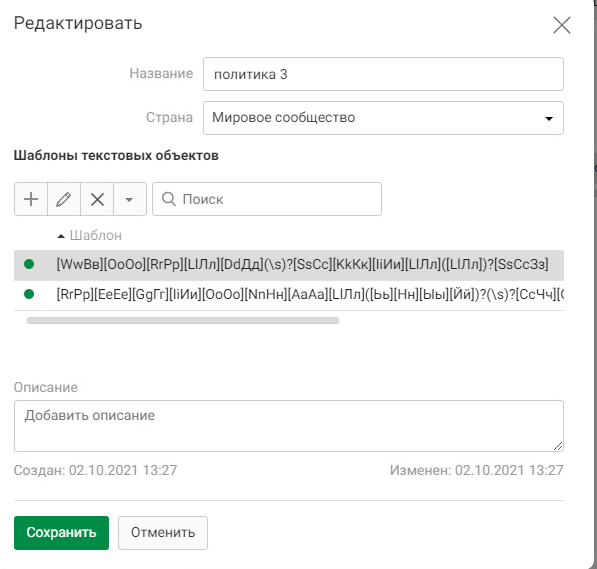 Редактировать
Название политика 3
Страна Мировое сообщество
Шаблоны текстовых объектов
Поиск
Шаблон
[WwВв][OoОо][RrРр][LlЛл][DdДд](\s)?[SsСс][KkКк][IiИи][LlЛл]([LlЛл])?[SsСсЗз]
[RrРр][EeЕе][GgГг][IiИи][OoОо][NnНн][AaАа][LlЛл]([Ьь][Нн][Ыы][Йй])?(\s)?[СсЧч][
Описание
Добавить описание
Создан: 02.10.2021 13:27 Изменен: 02.10.2021 13:27
Сохранить Отменить